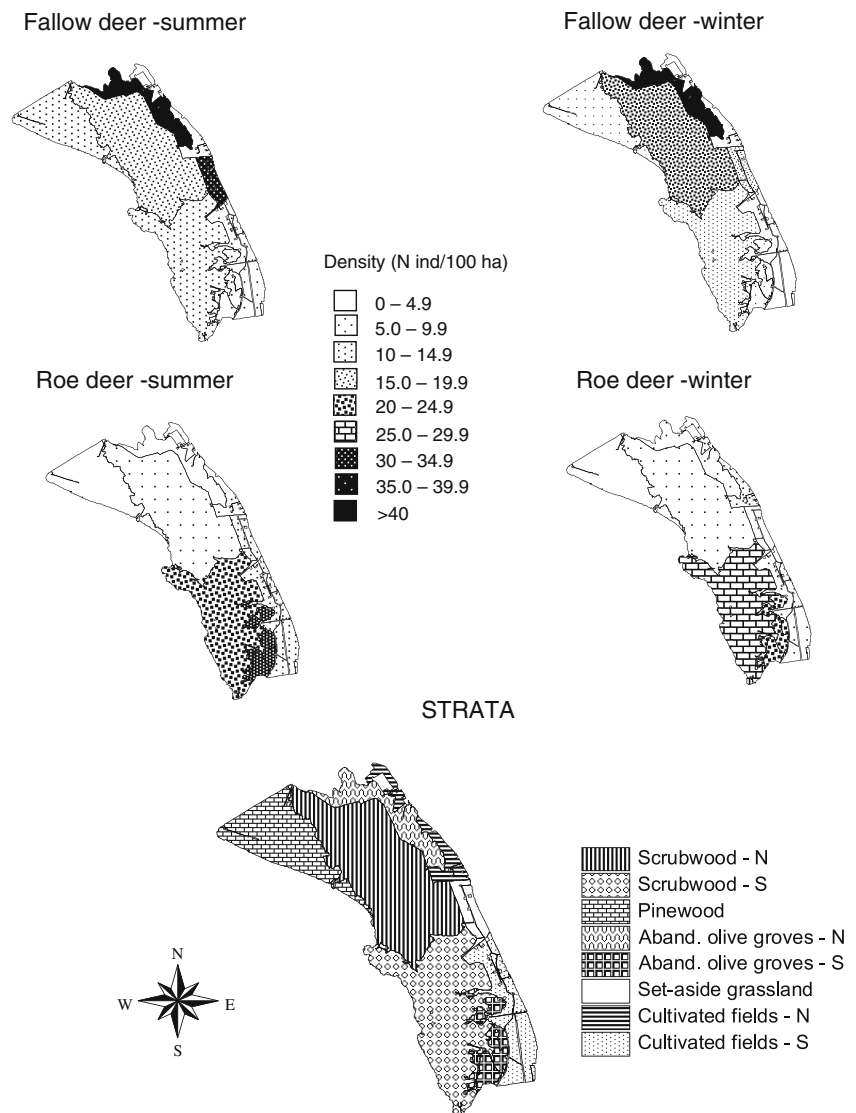 Fallow deer -summer
Fallow deer -winter
Density (N ind/100 ha)
0 – 4.9
5.0 – 9.9
10 – 14.9
15.0 – 19.9
20 – 24.9
25.0 – 29.9
30 – 34.9
35.0 – 39.9
>40
Roe deer -summer
Roe deer -winter
STRATA
Scrubwood - N
Scrubwood - S
Pinewood
Aband. olive groves - N
Aband. olive groves - S
Set-aside grassland
Cultivated fields - N
Cultivated fields - S
N
W E
S